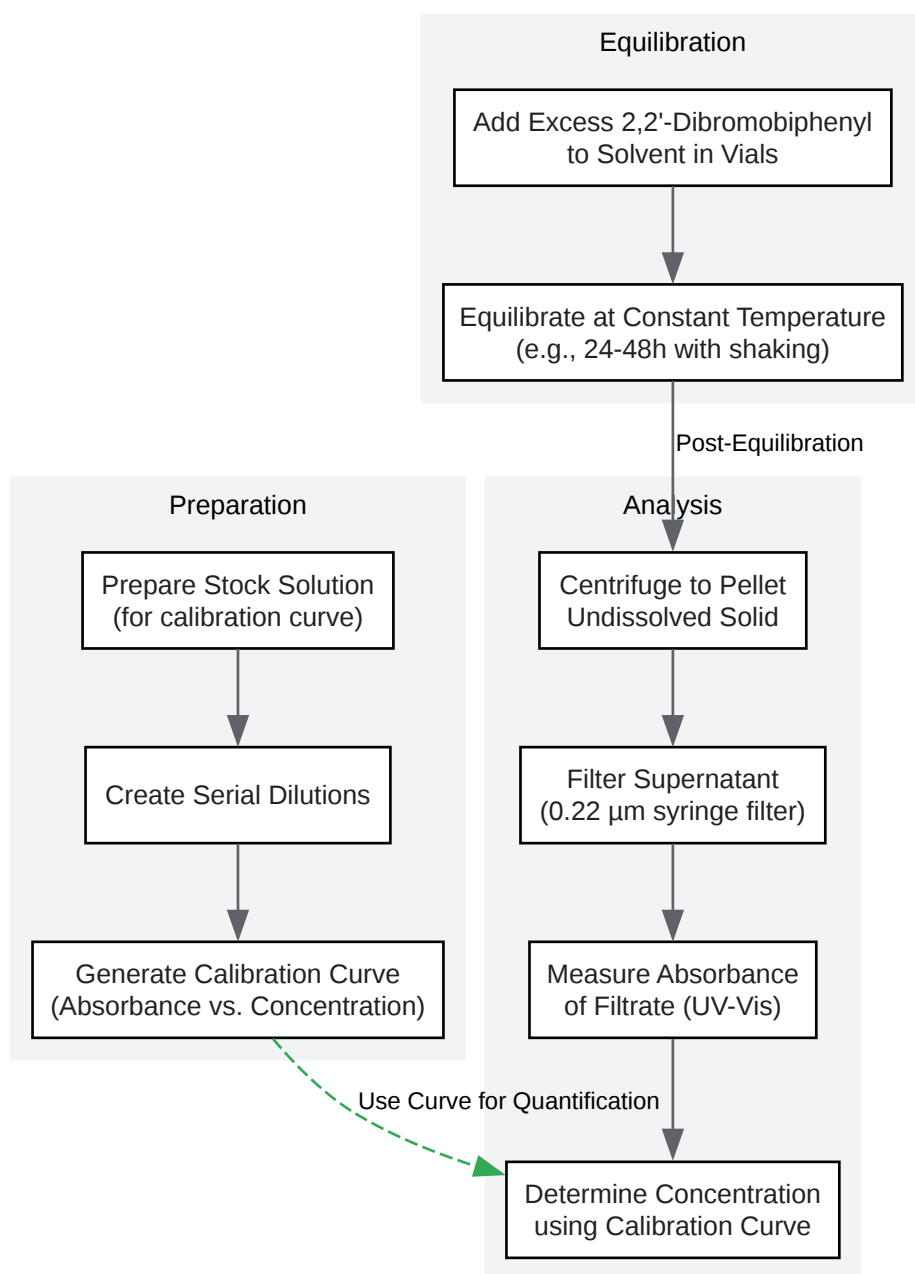 Equilibration
Add Excess 2,2'-Dibromobiphenyl
to Solvent in Vials
Equilibrate at Constant Temperature
(e.g., 24-48h with shaking)
Post-Equilibration
Preparation
Prepare Stock Solution
(for calibration curve)
Create Serial Dilutions
Generate Calibration Curve
(Absorbance vs. Concentration)
Use Curve for Quantification
Analysis
Centrifuge to Pellet
Undissolved Solid
Filter Supernatant
(0.22 µm syringe filter)
Measure Absorbance
of Filtrate (UV-Vis)
Determine Concentration
using Calibration Curve